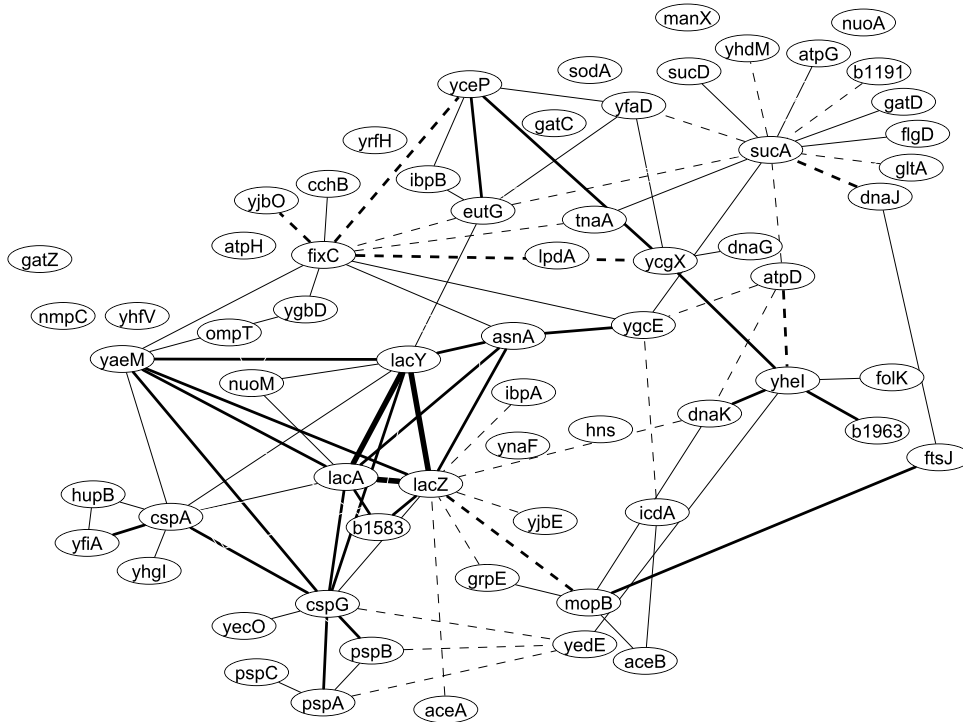 manX
nuoA
yhdM
atpG
sodA
sucD
b1191
yceP
yfaD
gatD
gatC
flgD
yrfH
sucA
gltA
cchB
ibpB
dnaJ
yjbO
eutG
tnaA
atpH
fixC
lpdA
ycgX
dnaG
gatZ
atpD
ygbD
nmpC
yhfV
ompT
asnA
ygcE
yaeM
lacY
nuoM
yheI
folK
ibpA
dnaK
hns
b1963
ynaF
ftsJ
lacA
lacZ
hupB
cspA
b1583
yjbE
icdA
yfiA
yhgI
grpE
cspG
mopB
yecO
pspB
yedE
aceB
pspC
pspA
aceA